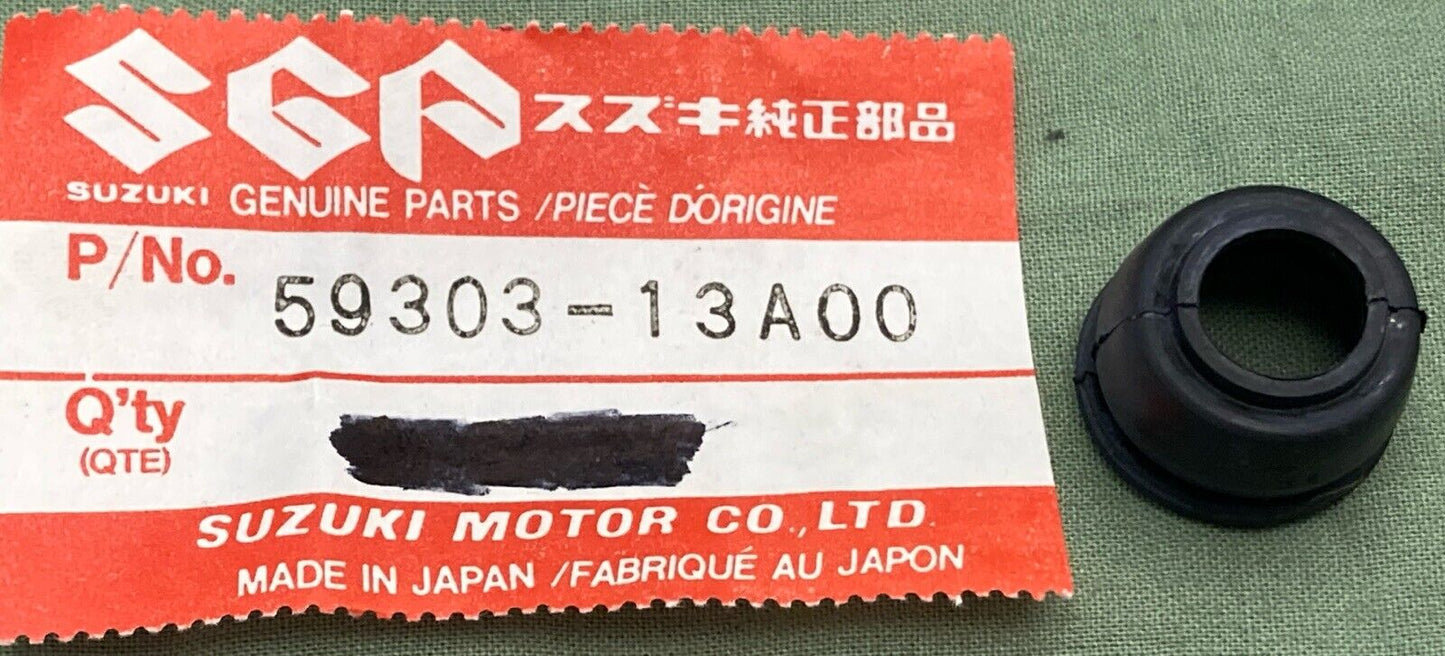 SGP スズキ純正部品
SUZUKI GENUINE PARTS /PIECÈ D'ORIGINE
P/No. 59303-13A00
Q'ty
(QTE)
SUZUKI MOTOR CO., LTD.
MADE IN JAPAN /FABRIQUÉ AU JAPON